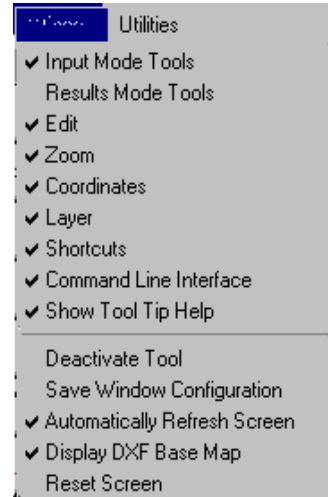 Utilities
Input Mode Tools
Results Mode Tools
Edit
Zoom
Coordinates
Layer
Shortcuts
Command Line Interface
Show Tool Tip Help
Deactivate Tool
Save Window Configuration
Automatically Refresh Screen
Display DXF Base Map
Reset Screen